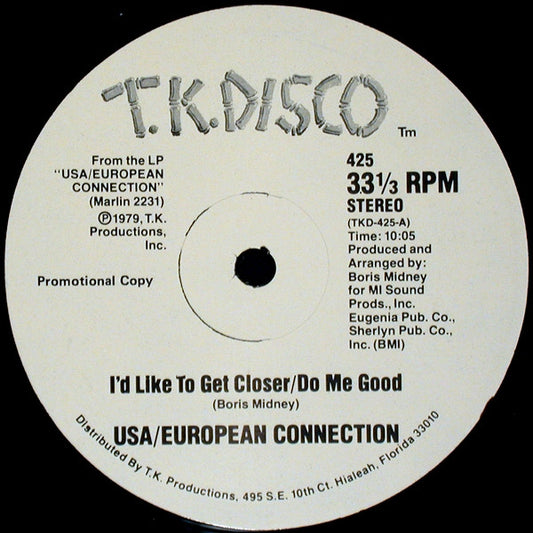 T.K.DISCO
Tm
From the LP
"USA/EUROPEAN
CONNECTION"
(Marlin 2231)
Ⓟ1979, T.K.
Productions,
Inc.
Promotional Copy
425
33⅓ RPM
STEREO
(TKD-425-A)
Time: 10:05
Produced and
Arranged by:
Boris Midney
for MI Sound
Prods., Inc.
Eugenia Pub. Co.,
Sherlyn Pub. Co.,
Inc. (BMI)
I'd Like To Get Closer/Do Me Good
(Boris Midney)
USA/EUROPEAN CONNECTION
Distributed By T.K. Productions, 495 S.E. 10th Ct. Hialeah, Florida 33010